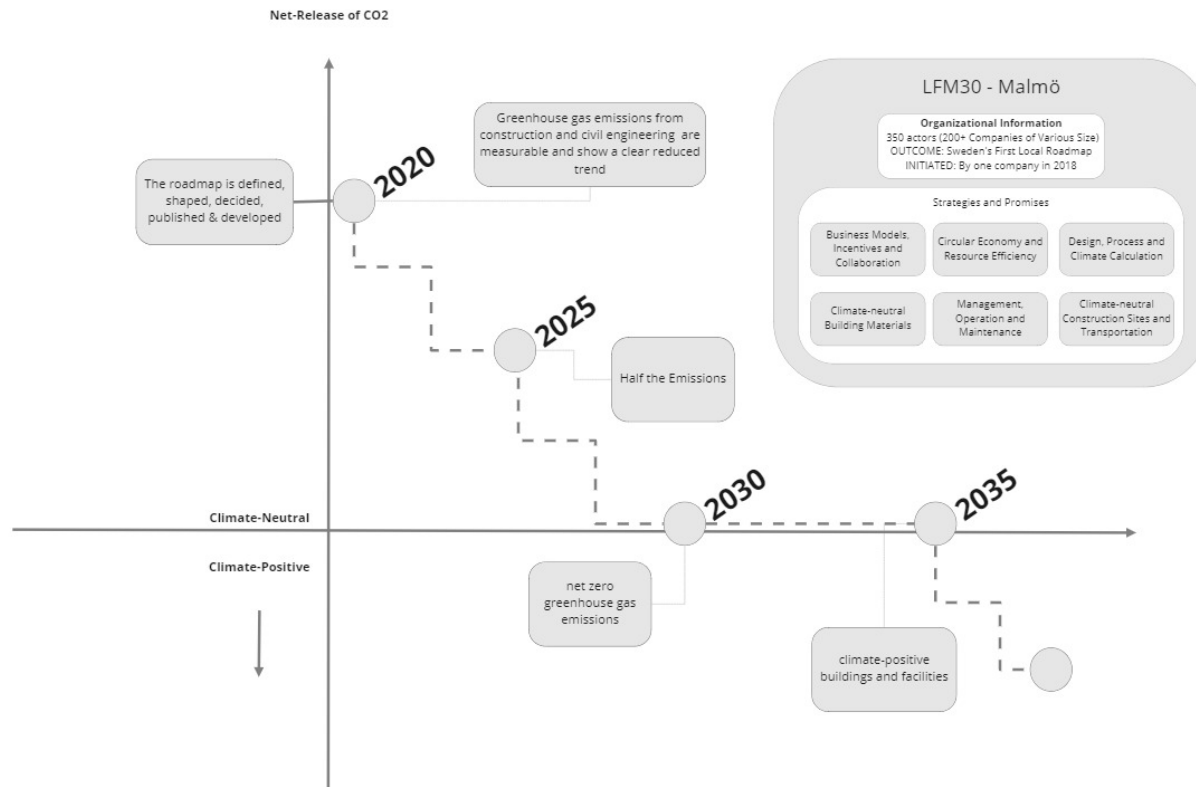 Net-Release of CO2
LFM30 - Malmö
Organizational Information
350 actors (200+ Companies of Various Size)
OUTCOME: Sweden's First Local Roadmap
INITIATED: By one company in 2018
Strategies and Promises
Business Models,
Incentives and
Collaboration
Circular Economy and
Resource Efficiency
Design, Process and
Climate Calculation
Climate-neutral
Building Materials
Management,
Operation and
Maintenance
Climate-neutral
Construction Sites and
Transportation
Greenhouse gas emissions from
construction and civil engineering are
measurable and show a clear reduced
trend
2020
The roadmap is defined,
shaped, decided,
published & developed
2025
Half the Emissions
2030
2035
Climate-Neutral
Climate-Positive
net zero
greenhouse gas
emissions
climate-positive
buildings and facilities